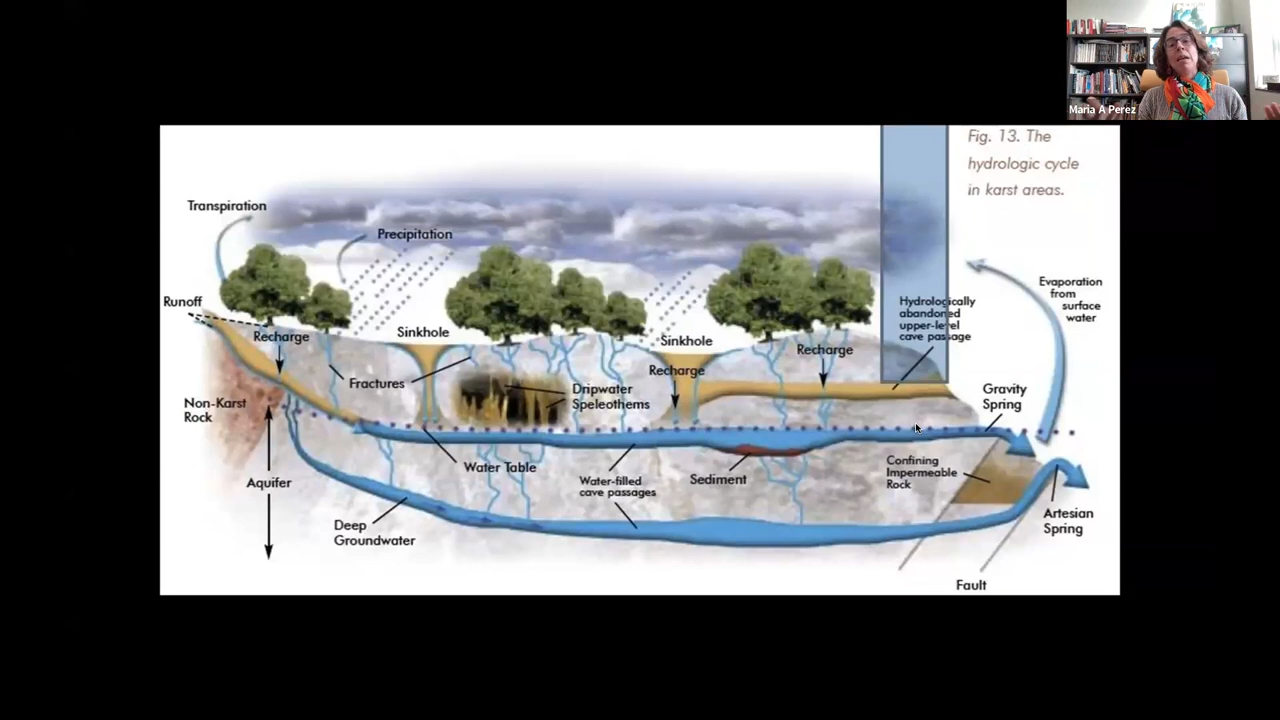 Maria A Perez
Fig. 13. The
hydrologic cycle
in karst areas.
Transpiration
Precipitation
Evaporation
from
surface
water
Runoff
Hydrologically
abandoned
upper-level
cave passage
Sinkhole
Recharge
Sinkhole
Recharge
Recharge
Fractures
Dripwater
Speleothems
Gravity
Spring
Non-Karst
Rock
Water Table
Water-filled
cave passages
Sediment
Confining
Impermeable
Rock
Aquifer
Deep
Groundwater
Artesian
Spring
Fault